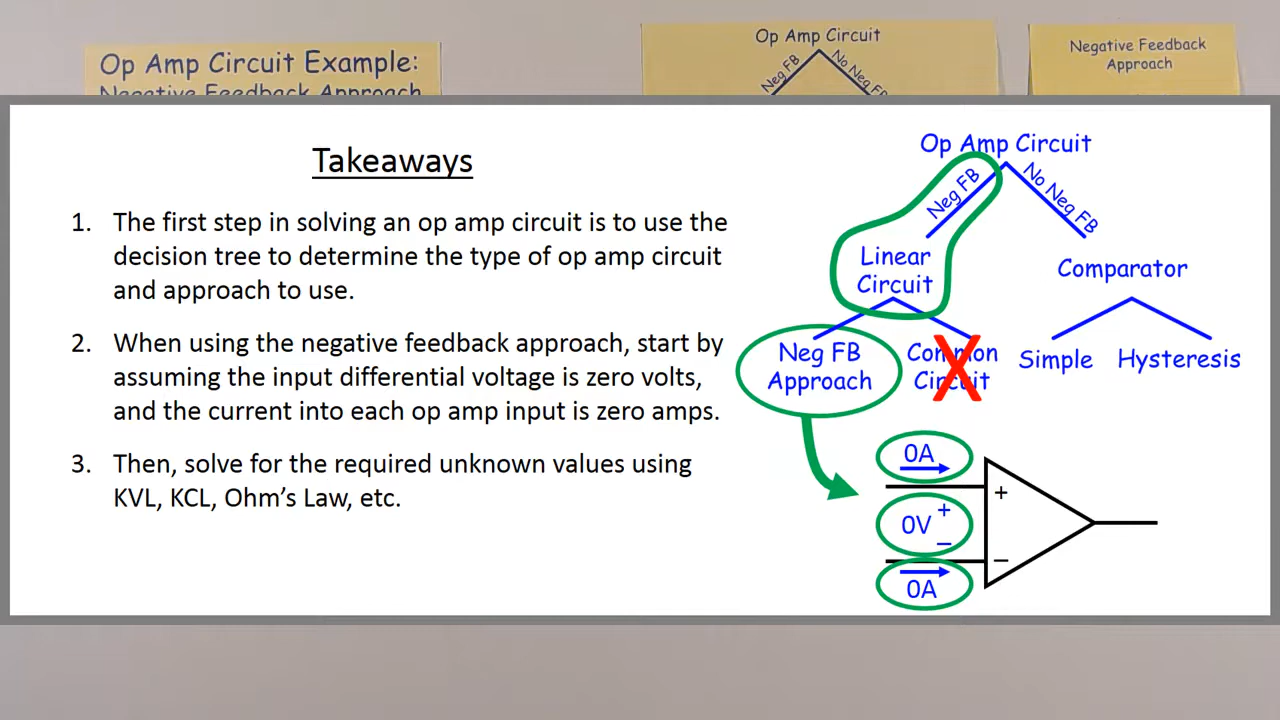 Op Amp Circuit Example:
Negative Feedback Approach
Op Amp Circuit
Neg FB
No Neg FB
Negative Feedback
Approach
Takeaways
1. The first step in solving an op amp circuit is to use the
decision tree to determine the type of op amp circuit
and approach to use.
2. When using the negative feedback approach, start by
assuming the input differential voltage is zero volts,
and the current into each op amp input is zero amps.
3. Then, solve for the required unknown values using
KVL, KCL, Ohm's Law, etc.
Op Amp Circuit
Neg FB
No Neg FB
Linear
Circuit
Comparator
Neg FB
Approach
Common
Circuit
Simple
Hysteresis
0A
+
0V
+
−
−
0A